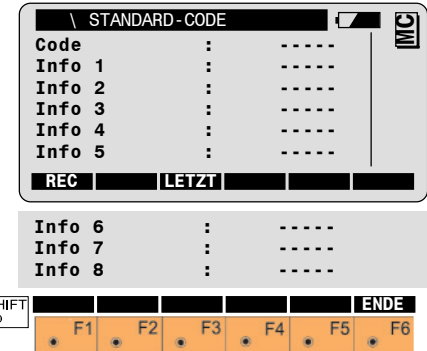 \ STANDARD-CODE
MC
Code : -----
Info 1 : -----
Info 2 : -----
Info 3 : -----
Info 4 : -----
Info 5 : -----
REC LETZT
Info 6 : -----
Info 7 : -----
Info 8 : -----
HIFT ENDE
F1 F2 F3 F4 F5 F6